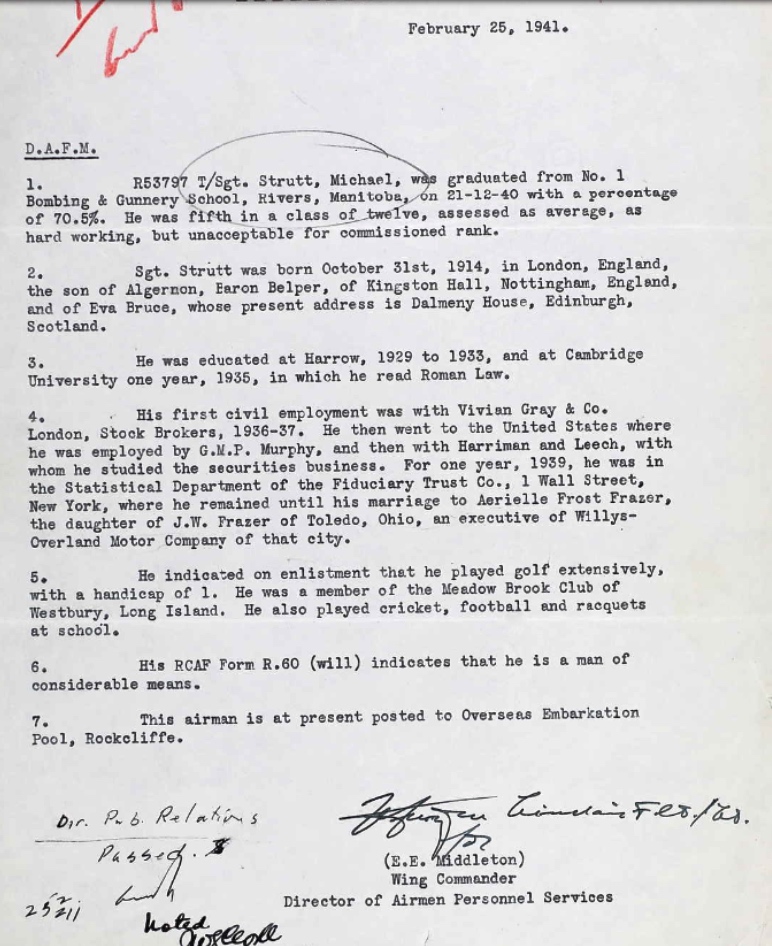 February 25, 1941.
D.A.F.M.
1. R53797 T/Sgt. Strutt, Michael, was graduated from No. 1
Bombing & Gunnery School, Rivers, Manitoba, on 21-12-40 with a percentage
of 70.5%. He was fifth in a class of twelve, assessed as average, as
hard working, but unacceptable for commissioned rank.
2. Sgt. Strutt was born October 31st, 1914, in London, England,
the son of Algernon, Baron Belper, of Kingston Hall, Nottingham, England,
and of Eva Bruce, whose present address is Dalmeny House, Edinburgh,
Scotland.
3. He was educated at Harrow, 1929 to 1933, and at Cambridge
University one year, 1935, in which he read Roman Law.
4. His first civil employment was with Vivian Gray & Co.
London, Stock Brokers, 1936-37. He then went to the United States where
he was employed by G.M.P. Murphy, and then with Harriman and Leech, with
whom he studied the securities business. For one year, 1939, he was in
the Statistical Department of the Fiduciary Trust Co., 1 Wall Street,
New York, where he remained until his marriage to Aerielle Frost Frazer,
the daughter of J.W. Frazer of Toledo, Ohio, an executive of Willys-
Overland Motor Company of that city.
5. He indicated on enlistment that he played golf extensively,
with a handicap of 1. He was a member of the Meadow Brook Club of
Westbury, Long Island. He also played cricket, football and racquets
at school.
6. His RCAF Form R.60 (will) indicates that he is a man of
considerable means.
7. This airman is at present posted to Overseas Embarkation
Pool, Rockcliffe.
Dir. Pub. Relations
Passed.
for
(E.E. Middleton)
Wing Commander
Director of Airmen Personnel Services
Noted